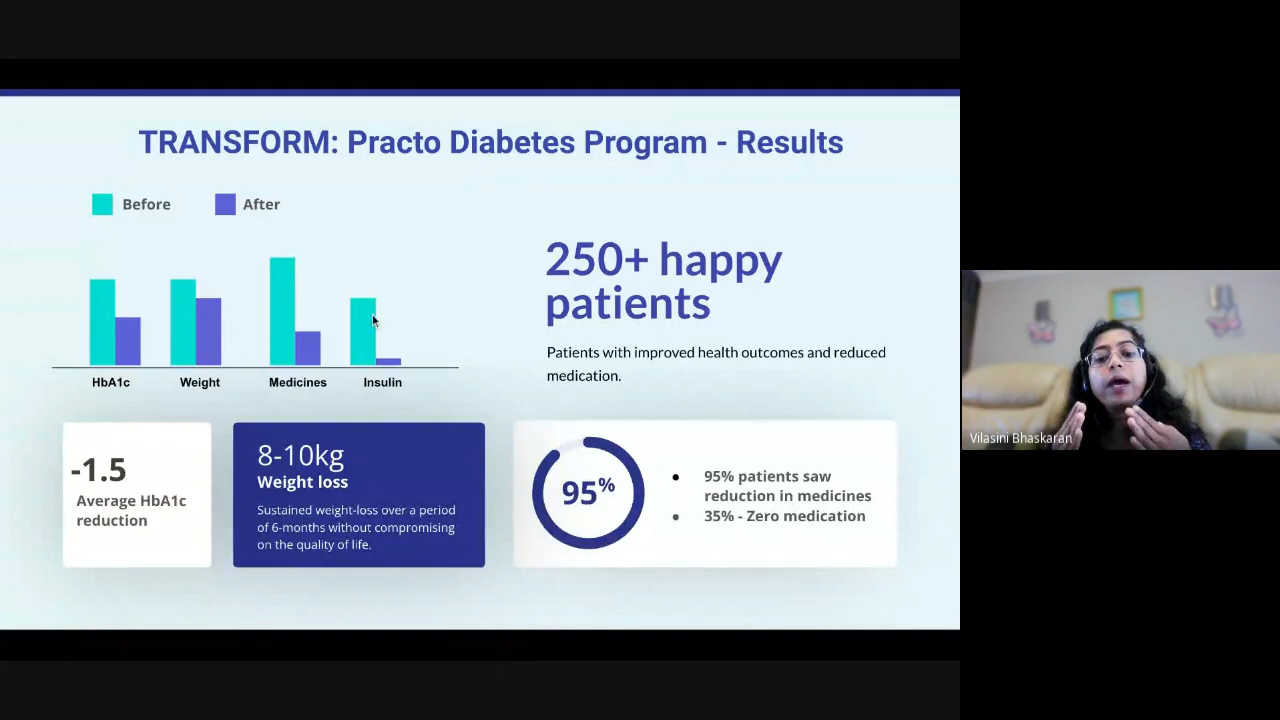 TRANSFORM: Practo Diabetes Program - Results
Before
After
HbA1c
Weight
Medicines
Insulin
250+ happy
patients
Patients with improved health outcomes and reduced
medication.
-1.5
Average HbA1c
reduction
8-10kg
Weight loss
Sustained weight-loss over a period
of 6-months without compromising
on the quality of life.
95%
● 95% patients saw
reduction in medicines
● 35% - Zero medication
Vilasini Bhaskaran